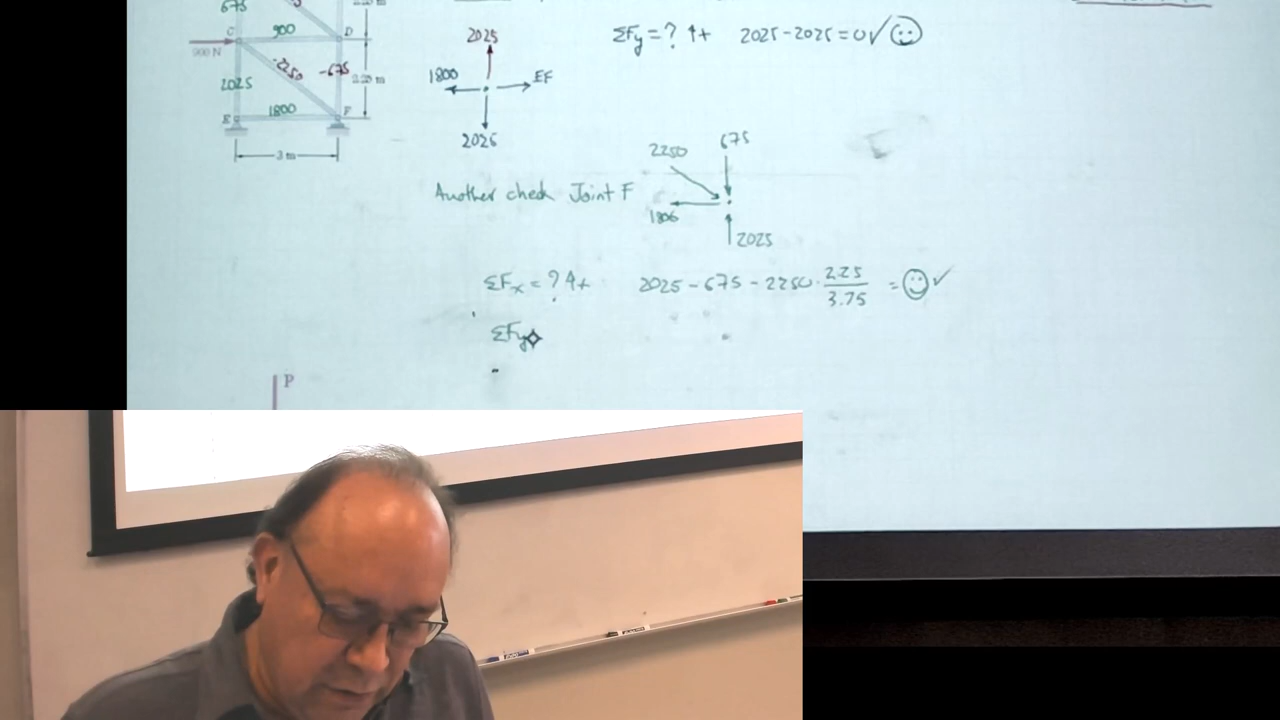 675
C 900 D
900 N
-2250 -675 2.25 m
2025
E 1800 F
3 m
2025
1800 EF
2025
ΣFy = ? ↑+ 2025 - 2025 = 0 ✓ ☺
Another check Joint F
2250 675
1800
2025
ΣFx = ? ↑+ 2025 - 675 - 2250 · 2.25/3.75 = ☺ ✓
ΣFy
P